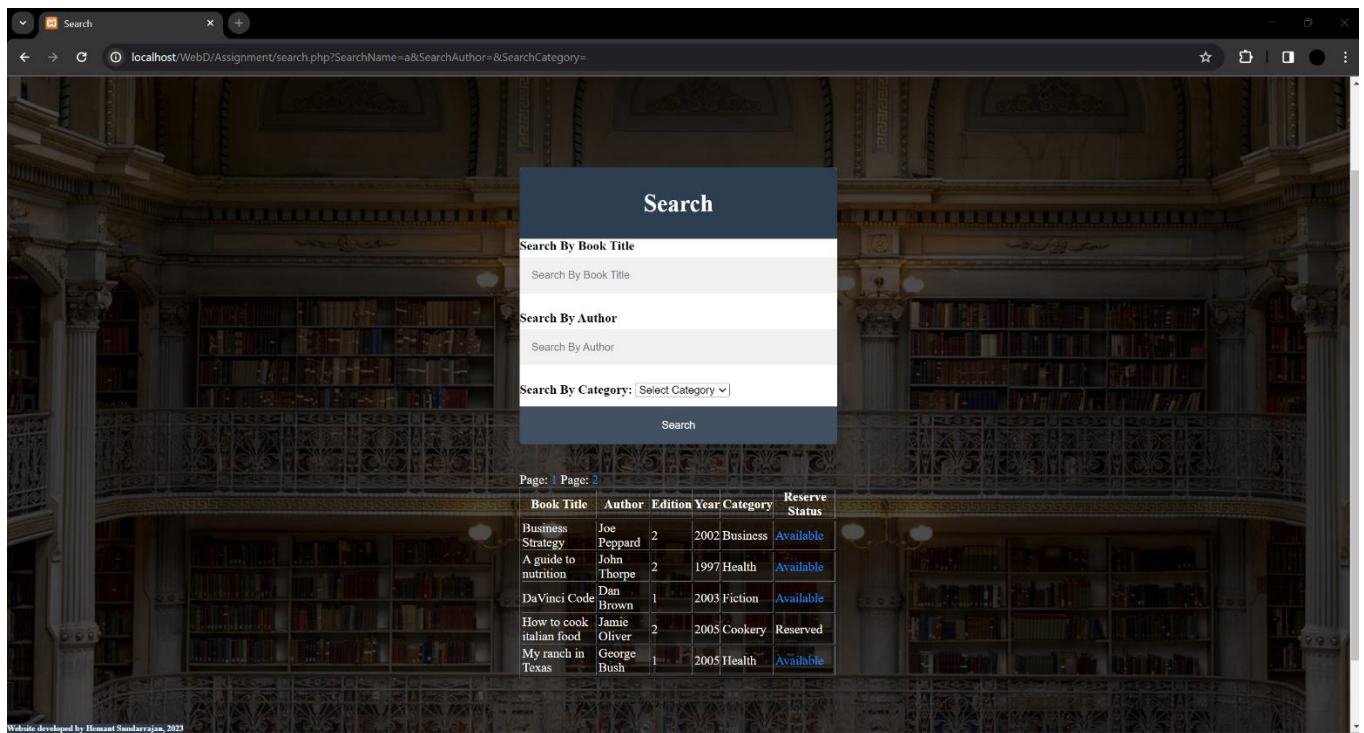 Search
localhost/WebD/Assignment/search.php?SearchName=a&SearchAuthor=&SearchCategory=
Search
Search By Book Title
Search By Book Title
Search By Author
Search By Author
Search By Category: Select Category
Search
Page: 1 Page: 2
Book Title Author Edition Year Category Reserve Status
Business Strategy Joe Peppard 2 2002 Business Available
A guide to nutrition John Thorpe 2 1997 Health Available
DaVinci Code Dan Brown 1 2003 Fiction Available
How to cook italian food Jamie Oliver 2 2005 Cookery Reserved
My ranch in Texas George Bush 1 2005 Health Available
Website developed by Hemant Sundarrajan, 2023